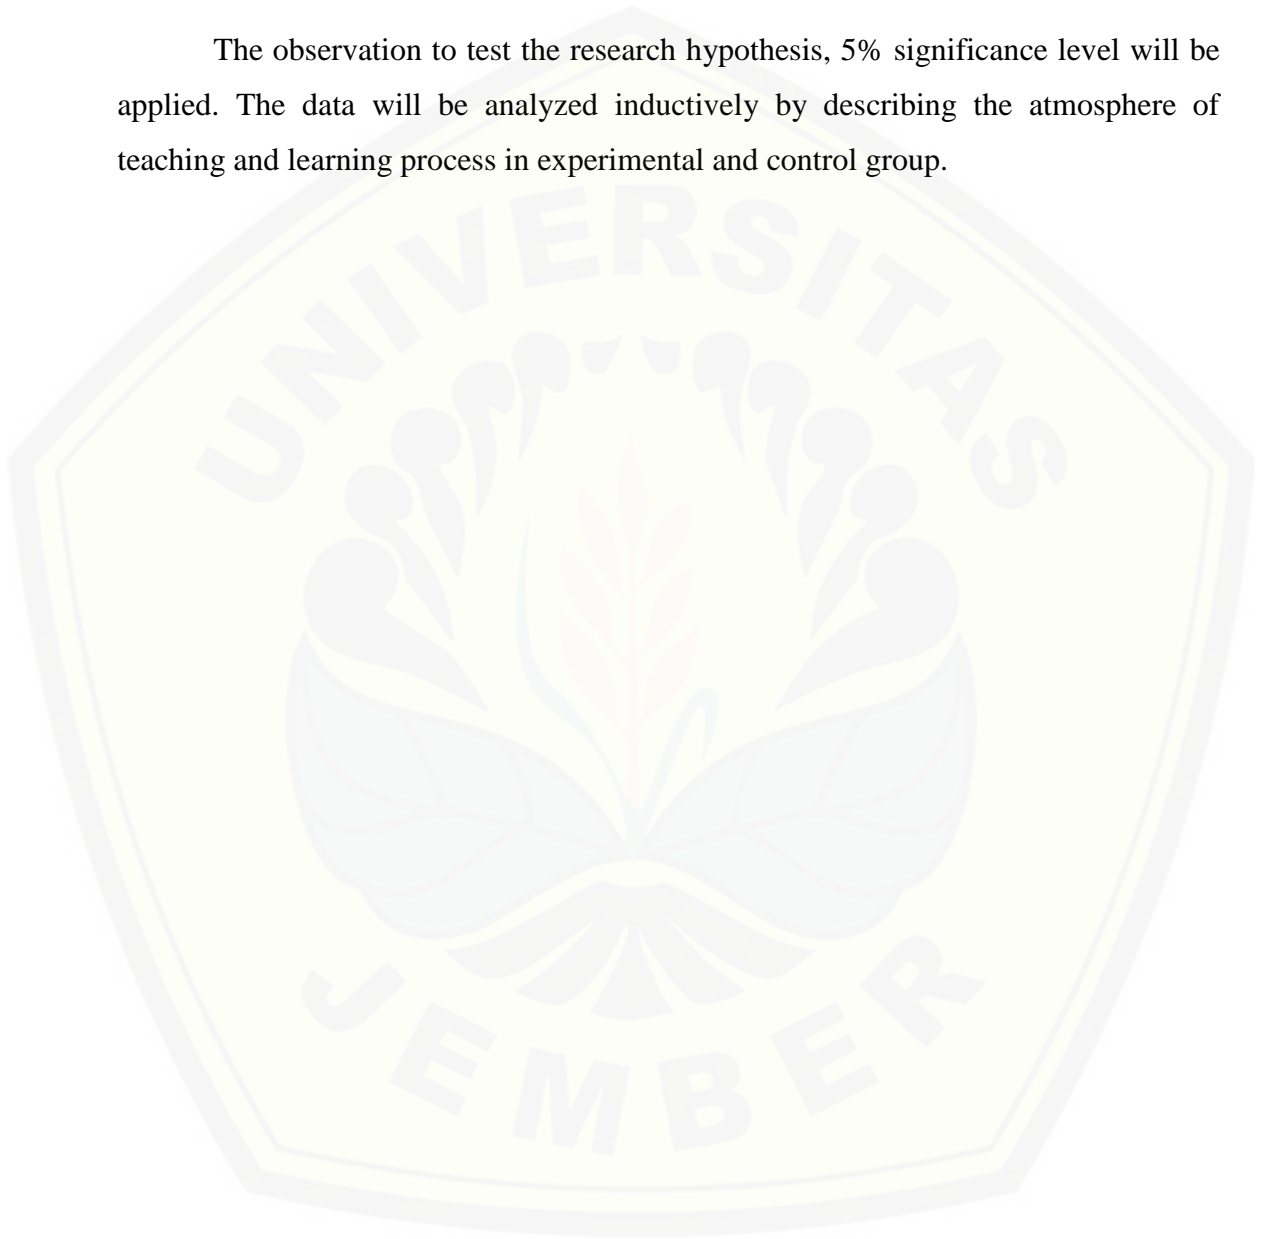 The observation to test the research hypothesis, 5% significance level will be
applied. The data will be analyzed inductively by describing the atmosphere of
teaching and learning process in experimental and control group.
UNIVERSITAS
JEMBER